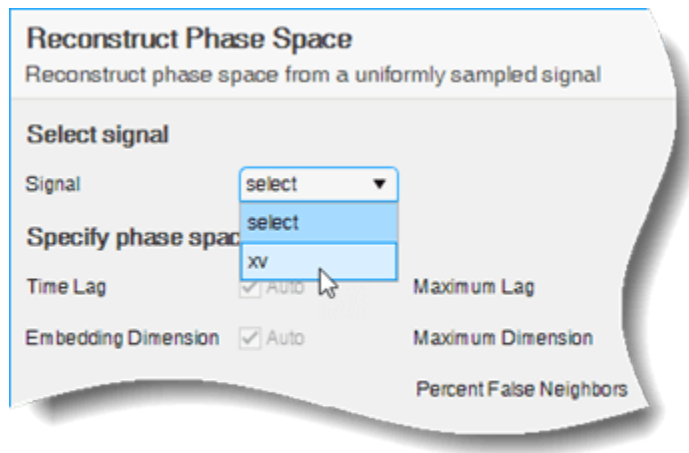 Reconstruct Phase Space
Reconstruct phase space from a uniformly sampled signal
Select signal
Signal select
select
Specify phase spac
xv
Time Lag Auto Maximum Lag
Embedding Dimension Auto Maximum Dimension
Percent False Neighbors